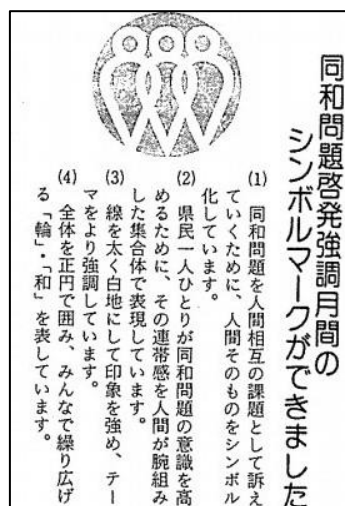 同和問題啓発強調月間の
シンボルマークができました
(1) 同和問題を人間相互の課題として訴え
ていくために、人間そのものをシンボル
化しています。
(2) 県民一人ひとりが同和問題の意識を高
めるために、その連帯感を人間が腕組み
した集合体で表現しています。
(3) 線を太く白地にして印象を強め、テー
マをより強調しています。
(4) 全体を正円で囲み、みんなで繰り広げ
る「輪」・「和」を表しています。